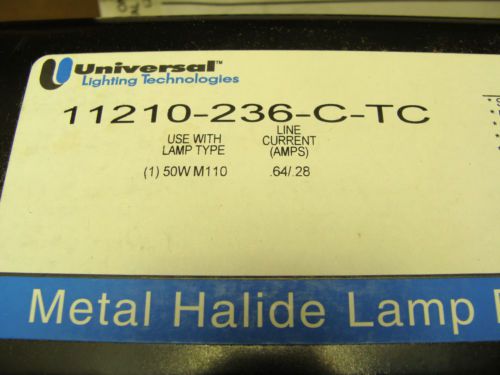 Universal™
Lighting Technologies
11210-236-C-TC
USE WITH
LAMP TYPE
LINE
CURRENT
(AMPS)
(1) 50W M110
.64/.28
Metal Halide Lamp